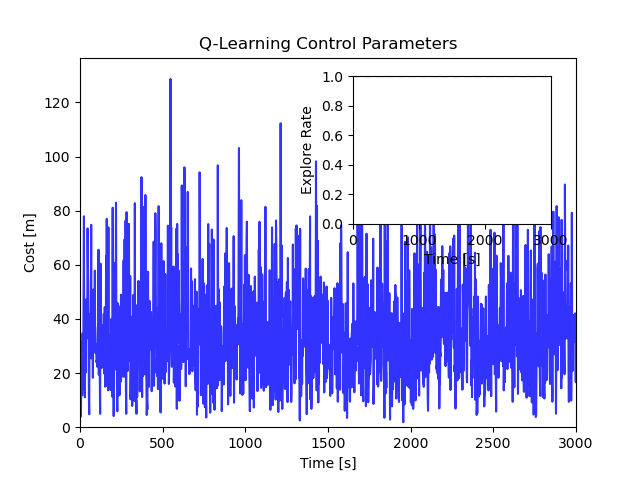 Q-Learning Control Parameters
Cost [m]
120
100
80
60
40
20
0
0 500 1000 1500 2000 2500 3000
Time [s]
Explore Rate
1.0
0.8
0.6
0.4
0.2
0.0
0 1000 2000 3000
Time [s]